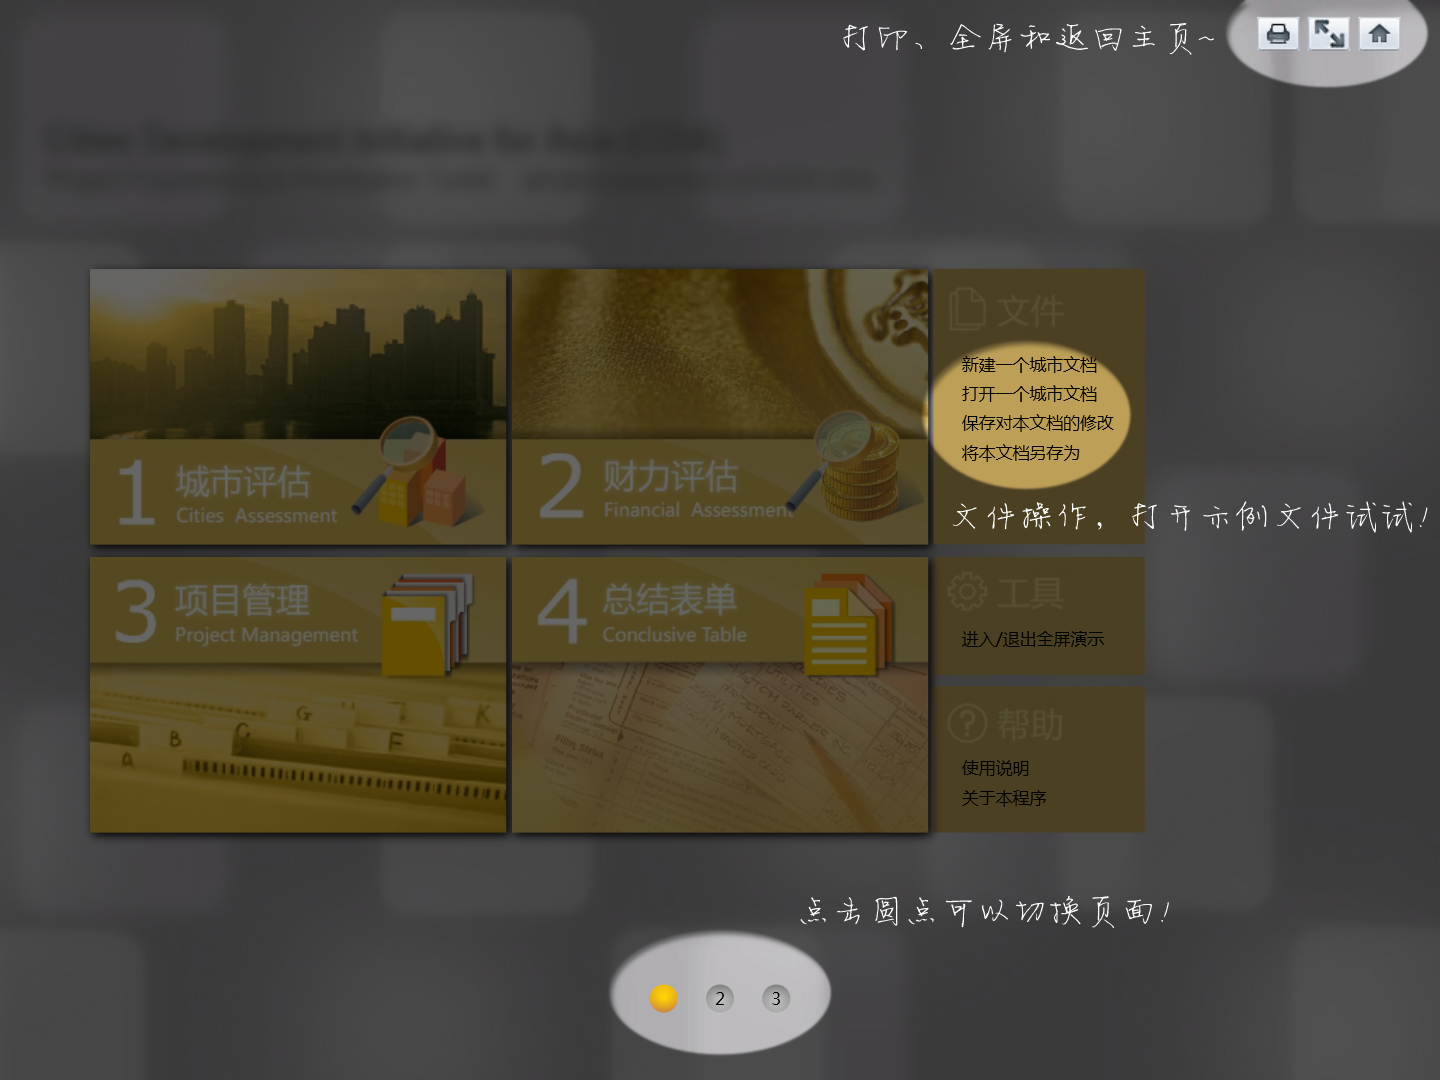 打印、全屏和返回主页~
Cities Development Initiative for Asia (CDIA)
文件
新建一个城市文档
打开一个城市文档
保存对本文档的修改
将本文档另存为
1 城市评估
Cities Assessment
2 财力评估
Financial Assessment
文件操作，打开示例文件试试！
3 项目管理
Project Management
4 总结表单
Conclusive Table
工具
进入/退出全屏演示
G K
B G F
A
帮助
使用说明
关于本程序
点击圆点可以切换页面！
2 3